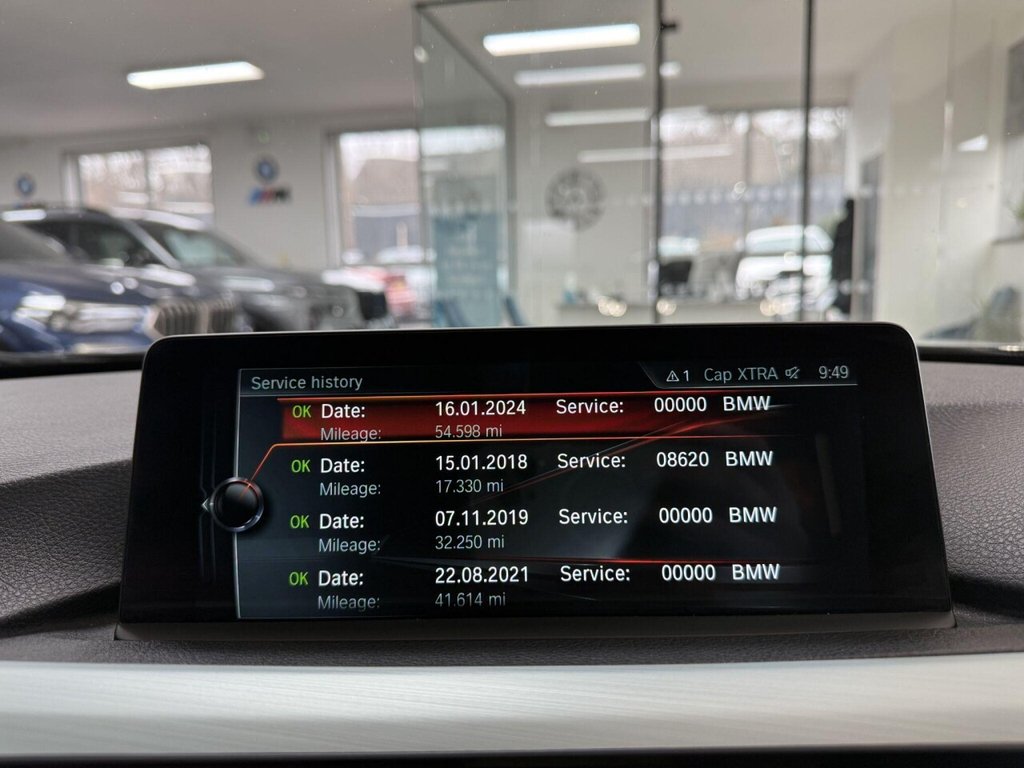 Service history
1 Cap XTRA 9:49
OK Date: 16.01.2024 Service: 00000 BMW
Mileage: 54.598 mi
OK Date: 15.01.2018 Service: 08620 BMW
Mileage: 17.330 mi
OK Date: 07.11.2019 Service: 00000 BMW
Mileage: 32.250 mi
OK Date: 22.08.2021 Service: 00000 BMW
Mileage: 41.614 mi